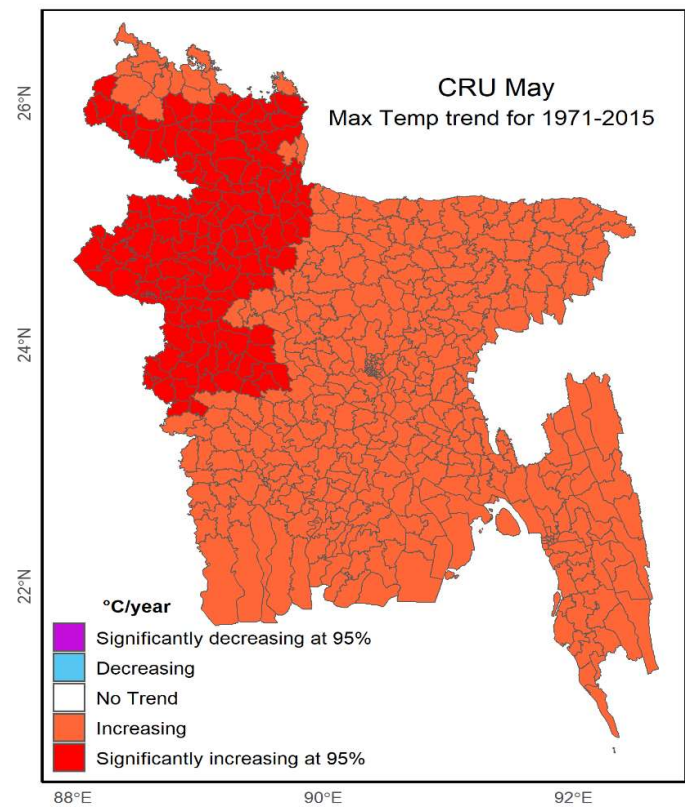 CRU May
Max Temp trend for 1971-2015
26°N
24°N
22°N
°C/year
Significantly decreasing at 95%
Decreasing
No Trend
Increasing
Significantly increasing at 95%
88°E
90°E
92°E